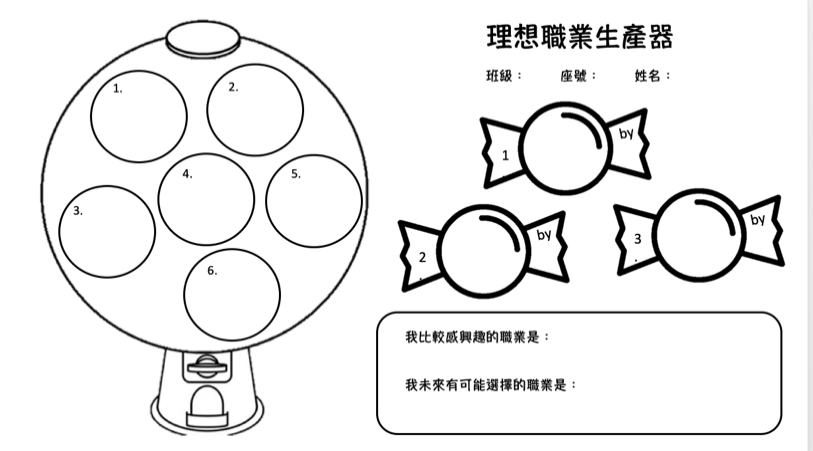 理想職業生產器
班級： 座號： 姓名：
1.
2.
3.
4.
5.
6.
1 by
2. by
3. by
我比較感興趣的職業是：
我未來有可能選擇的職業是：